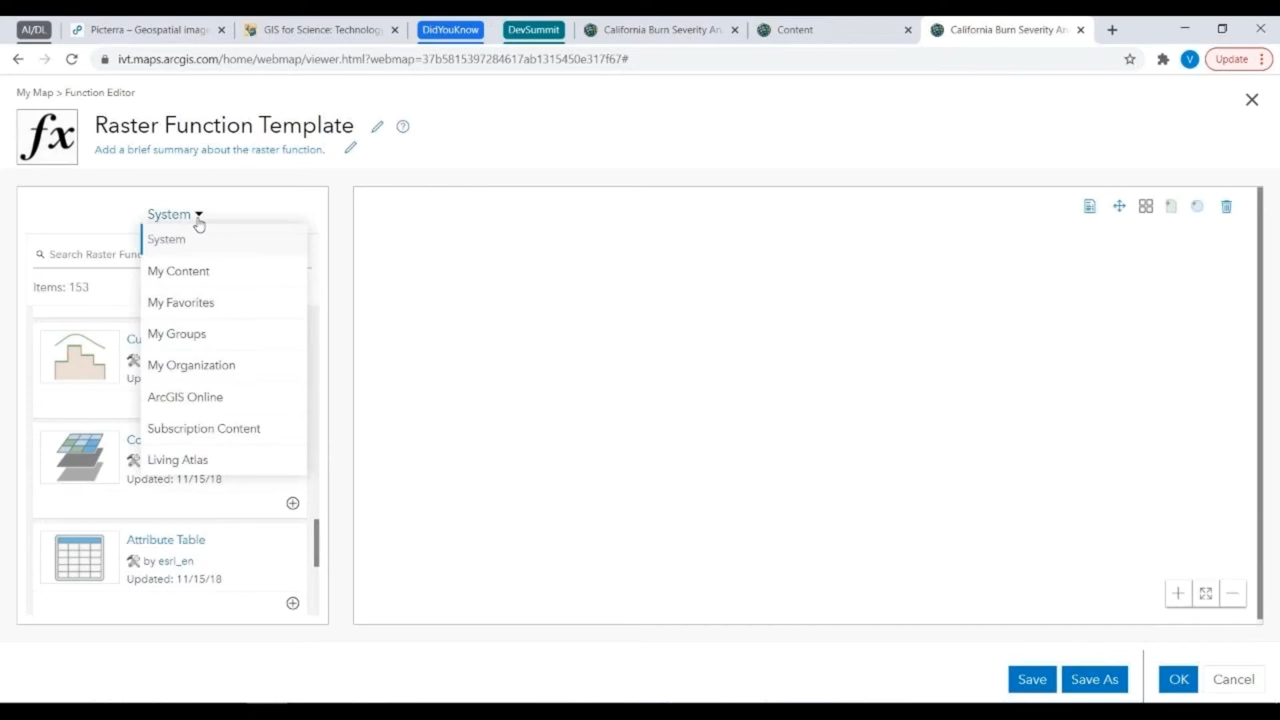 AI/DL
Picterra – Geospatial imag
GIS for Science: Technolog
DidYouKnow
DevSummit
California Burn Severity An
Content
California Burn Severity An
ivt.maps.arcgis.com/home/webmap/viewer.html?webmap=37b5815397284617ab1315450e317f67#
V
Update
My Map > Function Editor
fx
Raster Function Template
Add a brief summary about the raster function.
System
System
Search Raster Func
My Content
Items: 153
My Favorites
My Groups
Cu
My Organization
Up
ArcGIS Online
Subscription Content
Co
Living Atlas
Updated: 11/15/18
Attribute Table
by esri_en
Updated: 11/15/18
Save
Save As
OK
Cancel